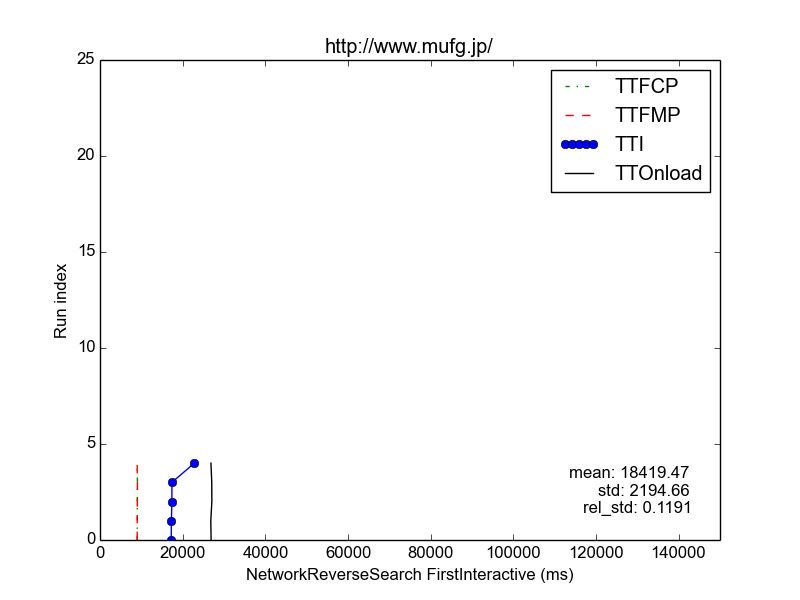 http://www.mufg.jp/
25
20
15
10
5
0
Run index
TTFCP
TTFMP
TTI
TTOnload
mean: 18419.47
std: 2194.66
rel_std: 0.1191
0 20000 40000 60000 80000 100000 120000 140000
NetworkReverseSearch FirstInteractive (ms)